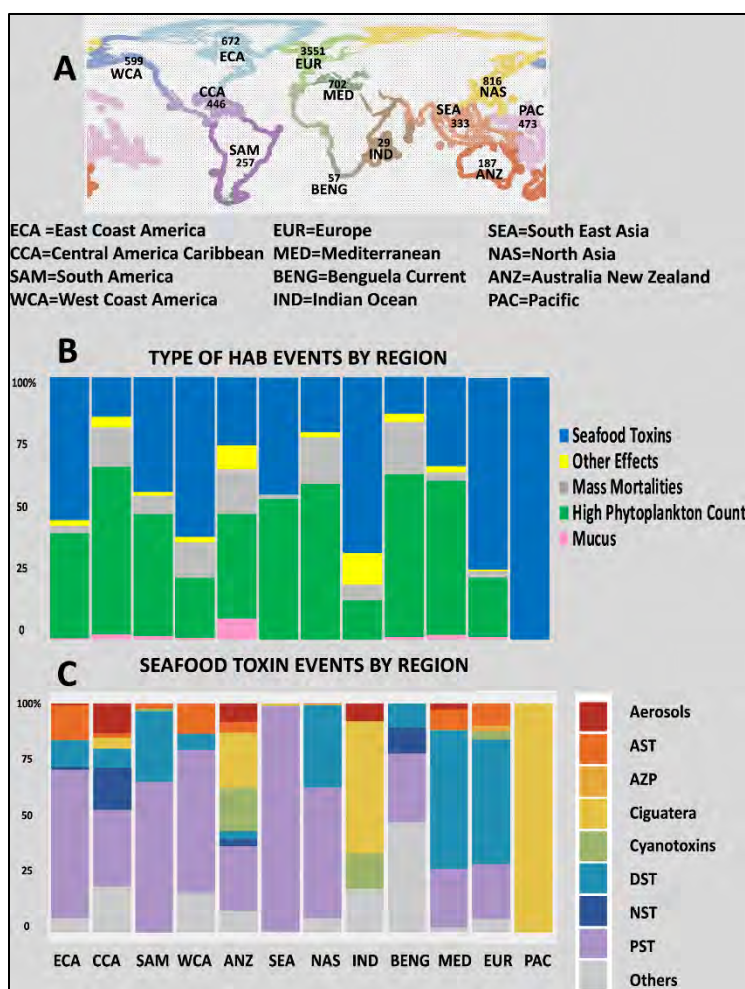 A
672
ECA
599
WCA
3551
EUR
702
MED
816
NAS
CCA
446
SEA
333
PAC
473
SAM
257
29
IND
57
BENG
187
ANZ
ECA =East Coast America EUR=Europe SEA=South East Asia
CCA=Central America Caribbean MED=Mediterranean NAS=North Asia
SAM=South America BENG=Benguela Current ANZ=Australia New Zealand
WCA=West Coast America IND=Indian Ocean PAC=Pacific
B
TYPE OF HAB EVENTS BY REGION
100%
75
50
25
0
Seafood Toxins
Other Effects
Mass Mortalities
High Phytoplankton Count
Mucus
C
SEAFOOD TOXIN EVENTS BY REGION
100%
75
50
25
0
Aerosols
AST
AZP
Ciguatera
Cyanotoxins
DST
NST
PST
Others
ECA CCA SAM WCA ANZ SEA NAS IND BENG MED EUR PAC